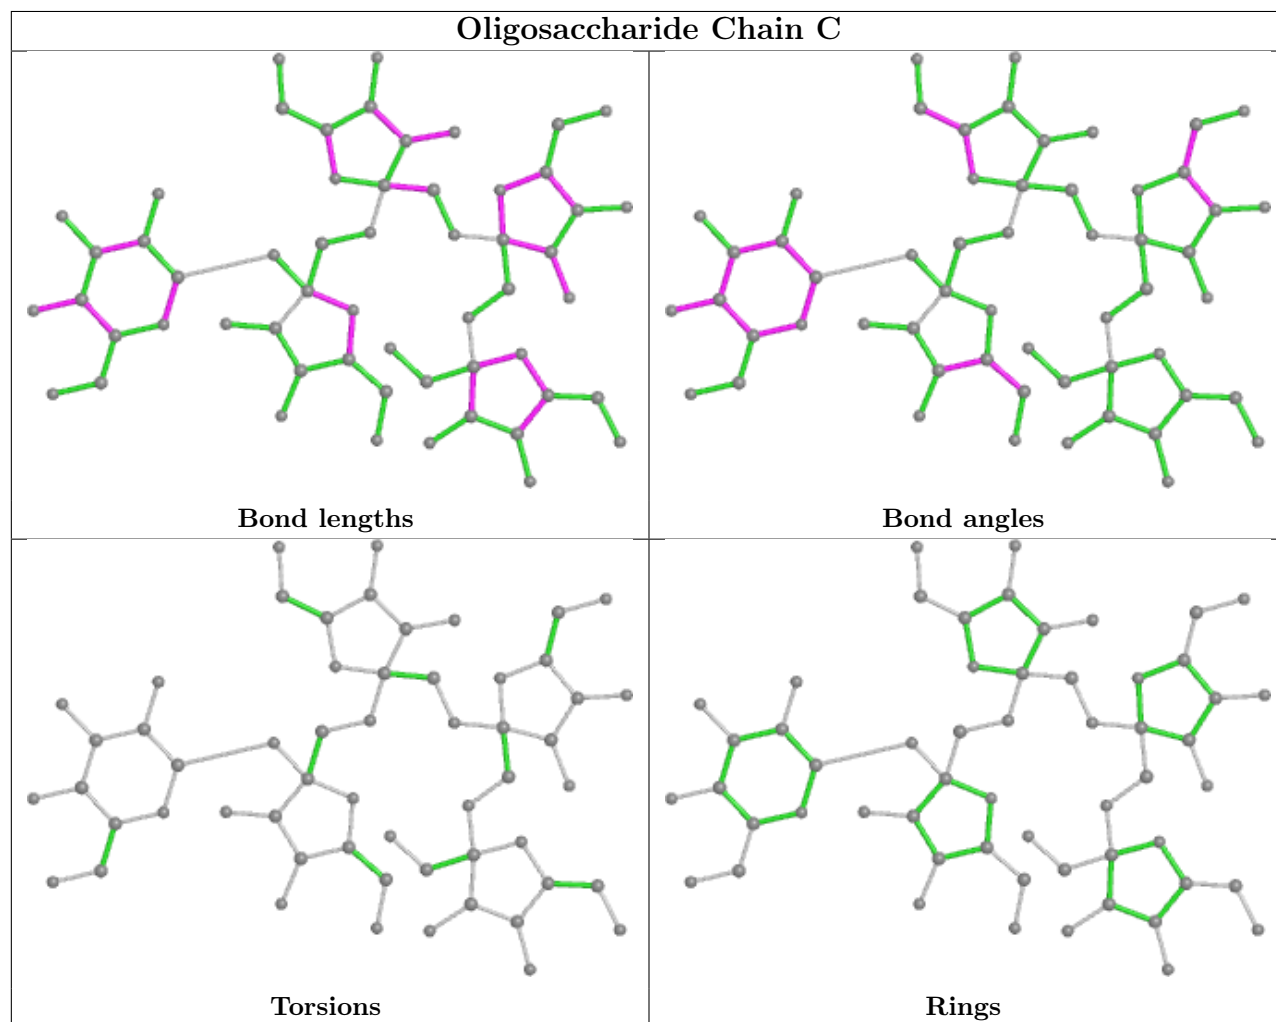 Oligosaccharide Chain C
Bond lengths
Bond angles
Torsions
Rings